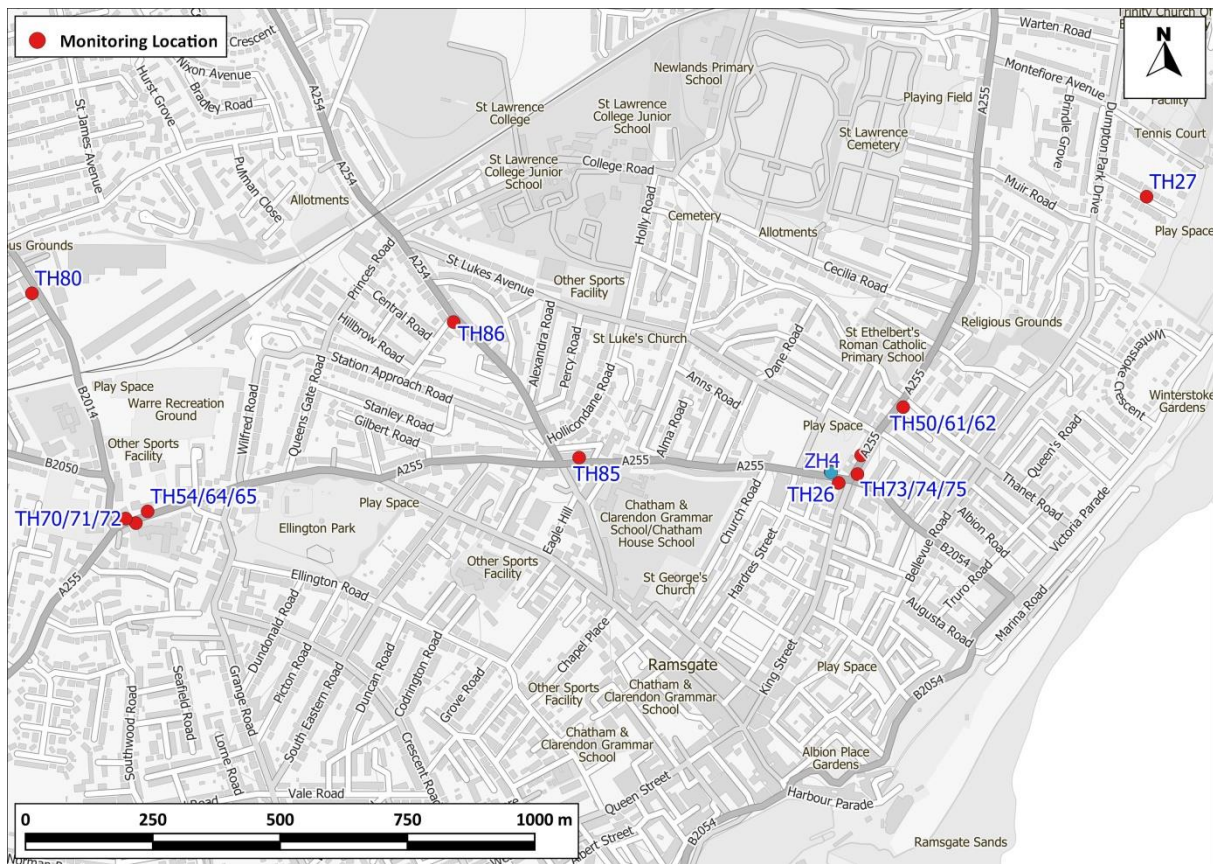 Monitoring Location
N
Crescent
Nixon Avenue
Bradley Road
Hurst Grove
St James Avenue
Pullman Close
A254
A254
Allotments
St Lawrence
College
St Lawrence
College Junior
School
St Lawrence
College Junior
School
Newlands Primary
School
College Road
Holly Road
Cemetery
Allotments
St Lawrence
Cemetery
Playing Field
A255
Trinity Church Of
Warren Road
Montefiore Avenue
Brindle Grove
Dumpton Park Drive
Facility
Tennis Court
TH27
Play Space
Muir Road
Cecilia Road
ous Grounds
TH80
Princes Road
A254
St Lukes Avenue
Other Sports
Facility
Central Road
Hillbrow Road
TH86
Alexandra Road
Percy Road
St Luke's Church
Dane Road
St Ethelbert's
Roman Catholic
Primary School
Religious Grounds
Winterstoke
Crescent
Winterstoke
Gardens
Station Approach Road
Stanley Road
Gilbert Road
Queens Gate Road
Wilfred Road
Play Space
Warre Recreation
Ground
Other Sports
Facility
B2014
B2050
Hollicondane Road
Alma Road
Anns Road
Play Space
A255
A255
TH50/61/62
Queen's Road
Thanet Road
Victoria Parade
ZH4
TH26
TH73/74/75
A255
TH85
A255
A255
TH54/64/65
TH70/71/72
A255
Play Space
Ellington Park
Eagle Hill
Chatham &
Clarendon Grammar
School/Chatham
House School
Church Road
Hardres Street
Bellevue Road
Albion Road
B2054
Truro Road
Augusta Road
Marina Road
Other Sports
Facility
St George's
Church
Ellington Road
Dundonald Road
Picton Road
South Eastern Road
Duncan Road
Codrington Road
Grove Road
Crescent Road
Chapel Place
Ramsgate
King Street
Play Space
B2054
Chatham &
Clarendon Grammar
School
Other Sports
Facility
Chatham &
Clarendon Grammar
School
Southwood Road
Seafield Road
Grange Road
Lorne Road
Vale Road
Queen Street
Albert Street
B2054
Albion Place
Gardens
Harbour Parade
Ramsgate Sands
0 250 500 750 1000 m